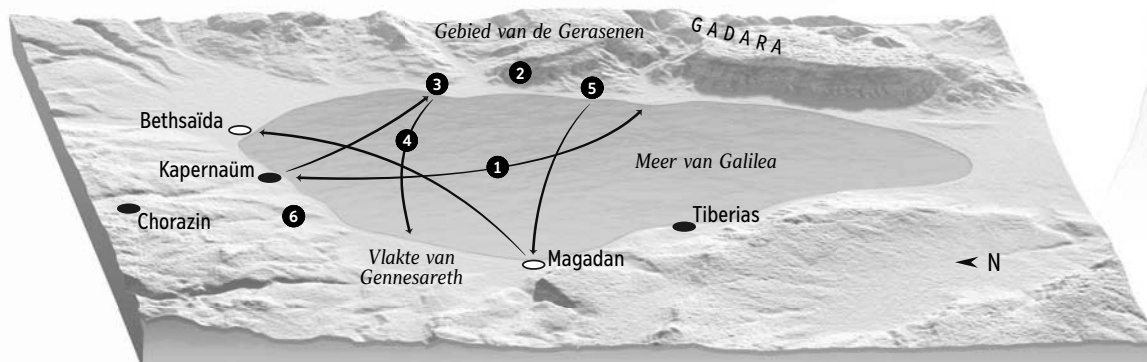 Gebied van de Gerasenen
GADARA
3
2
5
Bethsaïda
4
Kapernaüm
1
Meer van Galilea
Chorazin
6
Tiberias
Vlakte van
Gennesareth
Magadan
N